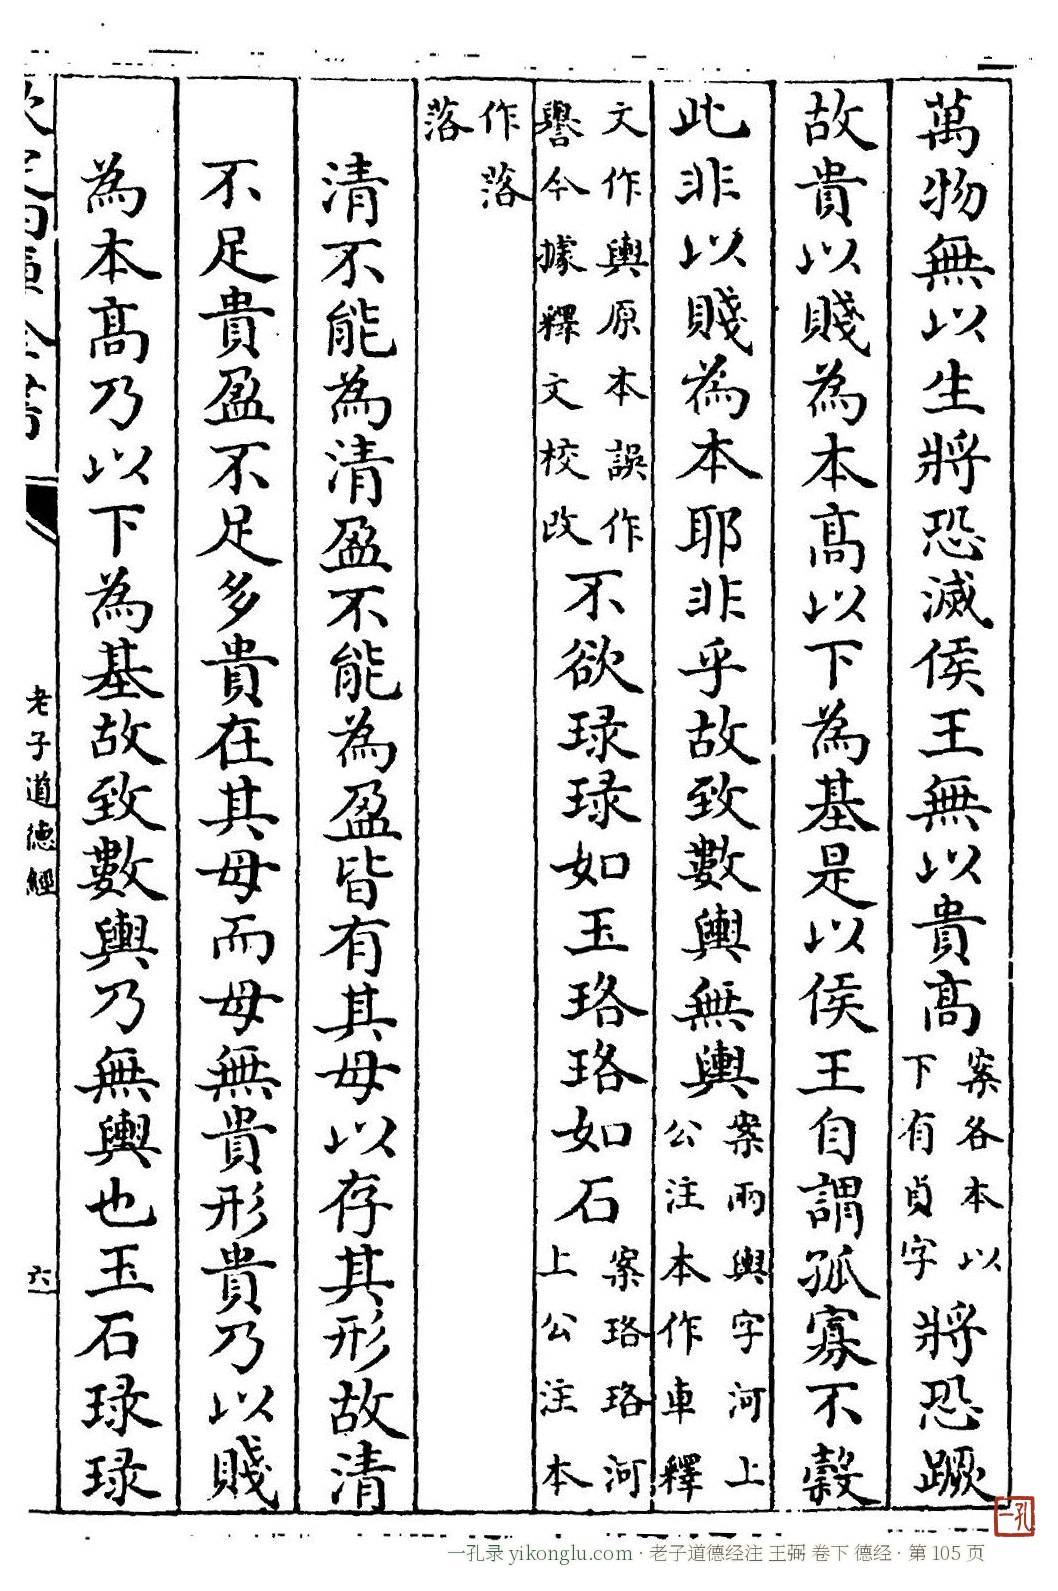 萬物無以生將恐滅侯王無以貴高案各本以下有貞字將恐蹶
故貴以賤為本高以下為基是以侯王自謂孤寡不穀
此非以賤為本耶非乎故致數輿無輿案兩輿字河上公注本作車釋
文作輿原本誤作譽今據釋文校改不欲琭琭如玉珞珞如石案珞珞河上公注本
作落落
清不能為清盈不能為盈皆有其母以存其形故清
不足貴盈不足多貴在其母而母無貴形貴乃以賤
為本高乃以下為基故致數輿乃無輿也玉石琭琭
老子道德經
六
一孔
一孔录 yikonglu.com · 老子道德经注 王弼 卷下 德经 · 第 105 页